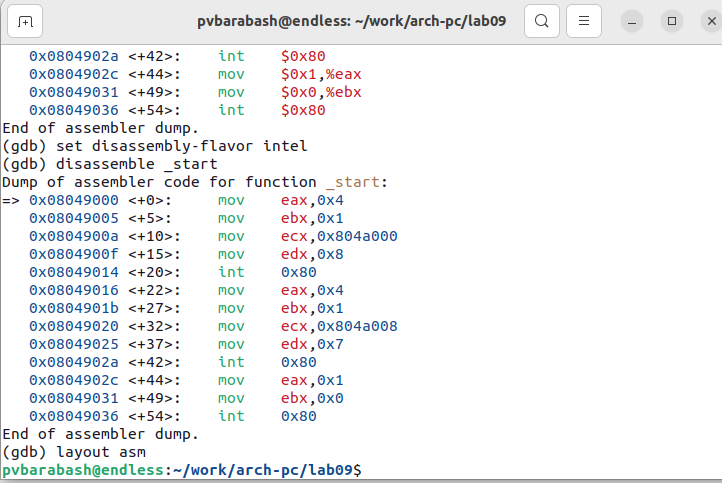 pvbarabash@endless: ~/work/arch-pc/lab09
0x0804902a <+42>: int $0x80
0x0804902c <+44>: mov $0x1,%eax
0x08049031 <+49>: mov $0x0,%ebx
0x08049036 <+54>: int $0x80
End of assembler dump.
(gdb) set disassembly-flavor intel
(gdb) disassemble _start
Dump of assembler code for function _start:
=> 0x08049000 <+0>: mov eax,0x4
0x08049005 <+5>: mov ebx,0x1
0x0804900a <+10>: mov ecx,0x804a000
0x0804900f <+15>: mov edx,0x8
0x08049014 <+20>: int 0x80
0x08049016 <+22>: mov eax,0x4
0x0804901b <+27>: mov ebx,0x1
0x08049020 <+32>: mov ecx,0x804a008
0x08049025 <+37>: mov edx,0x7
0x0804902a <+42>: int 0x80
0x0804902c <+44>: mov eax,0x1
0x08049031 <+49>: mov ebx,0x0
0x08049036 <+54>: int 0x80
End of assembler dump.
(gdb) layout asm
pvbarabash@endless:~/work/arch-pc/lab09$